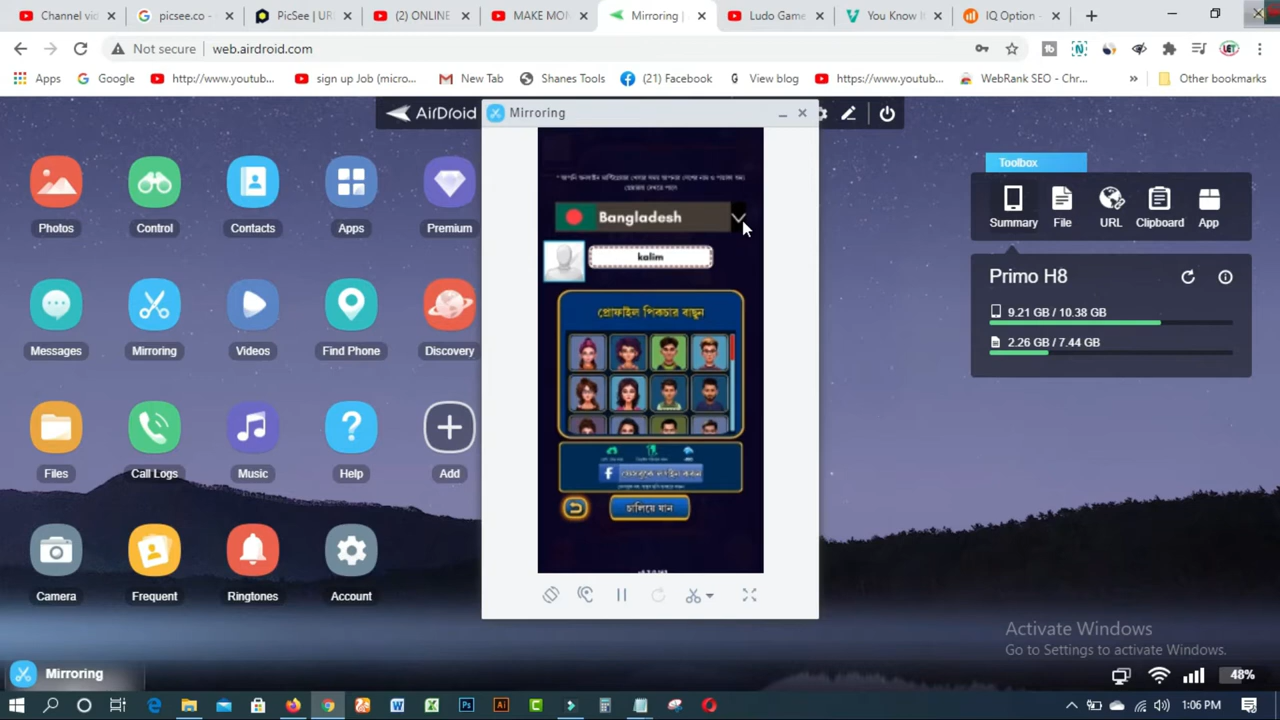 Channel vid
picsee.co -
PicSee | UR
(2) ONLINE
MAKE MON
Mirroring |
Ludo Game
You Know I
IQ Option -
Not secure
web.airdroid.com
Apps
Google
http://www.youtub...
sign up Job (micro...
New Tab
Shanes Tools
(21) Facebook
View blog
https://www.youtub...
WebRank SEO - Chr...
Other bookmarks
AirDroid
Mirroring
Toolbox
Photos
Control
Contacts
Apps
Premium
Summary
File
URL
Clipboard
App
Bangladesh
kalim
Primo H8
9.21 GB / 10.38 GB
2.26 GB / 7.44 GB
Messages
Mirroring
Videos
Find Phone
Discovery
প্রোফাইল পিকচার বাছুন
Files
Call Logs
Music
Help
Add
ফেসবুকে লগইন করুন
চালিয়ে যান
Camera
Frequent
Ringtones
Account
Activate Windows
Go to Settings to activate Windows.
Mirroring
48%
1:06 PM